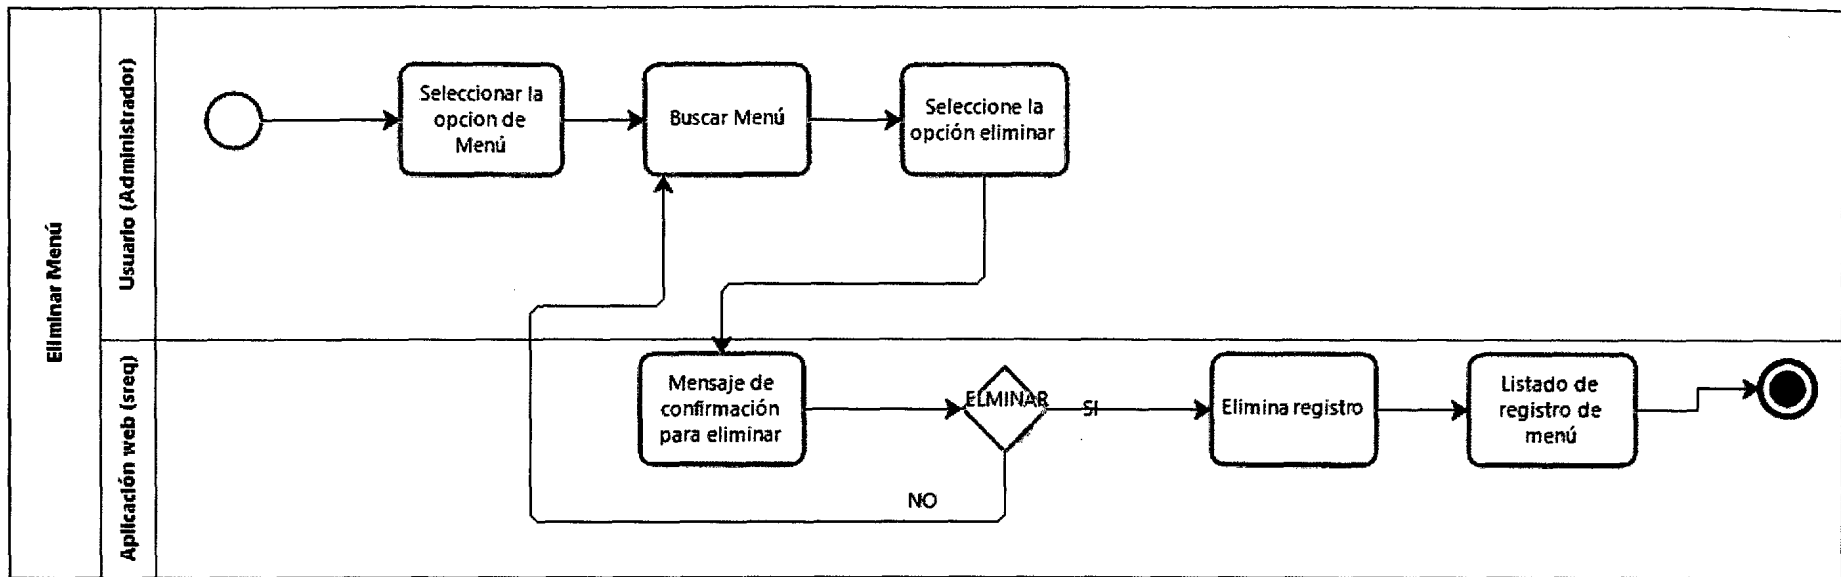 Eliminar Menú
Usuario (Administrador)
Seleccionar la
opcion de
Menú
Buscar Menú
Seleccione la
opción eliminar
Aplicación web (sreq)
Mensaje de
confirmación
para eliminar
ELMINAR
SI
NO
Elimina registro
Listado de
registro de
menú